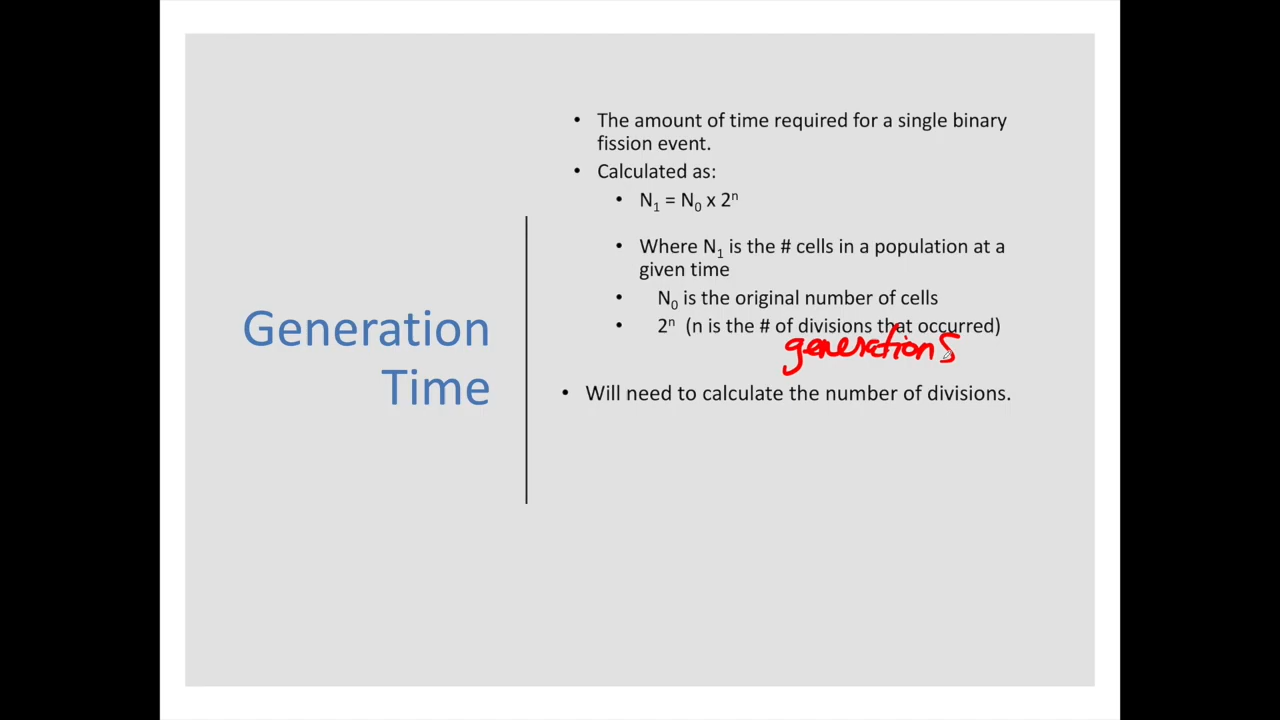 Generation
Time
• The amount of time required for a single binary
fission event.
• Calculated as:
• N₁ = N₀ x 2ⁿ
• Where N₁ is the # cells in a population at a
given time
• N₀ is the original number of cells
• 2ⁿ (n is the # of divisions that occurred)
generations
• Will need to calculate the number of divisions.